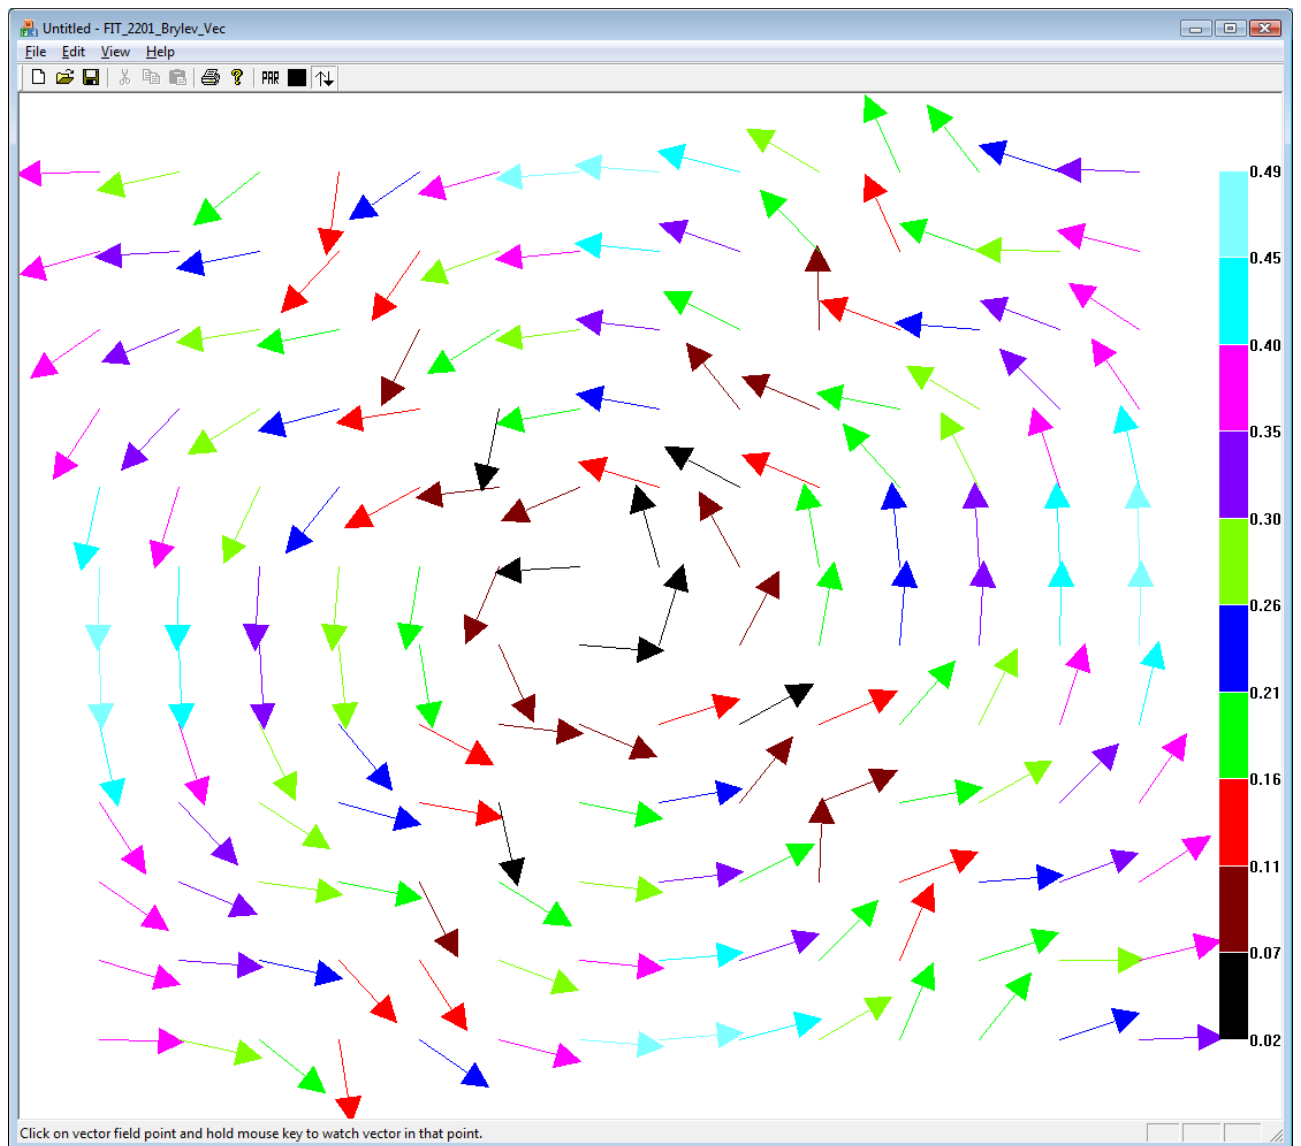 Untitled - FIT_2201_Brylev_Vec
File Edit View Help
PAR
0.49
0.45
0.40
0.35
0.30
0.26
0.21
0.16
0.11
0.07
0.02
Click on vector field point and hold mouse key to watch vector in that point.